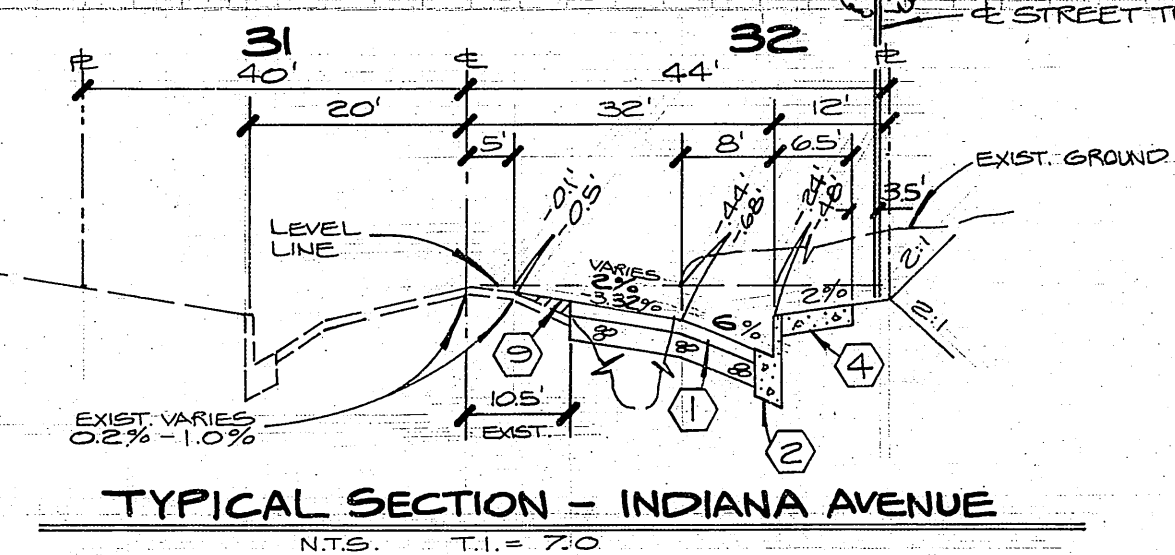 ℄ STREET
31
32
℄
40'
44'
20'
32'
12'
5'
8'
6.5'
EXIST. GROUND
-0.1'
-0.5'
-.44'
-.68'
-.24'
-.48'
3.5'
LEVEL
LINE
VARIES
2%
-3.32%
2:1
2%
6%
2:1
9
4
1
2
10.5'
EXIST.
EXIST. VARIES
0.2% - 1.0%
TYPICAL SECTION - INDIANA AVENUE
N.T.S. T.I. = 7.0